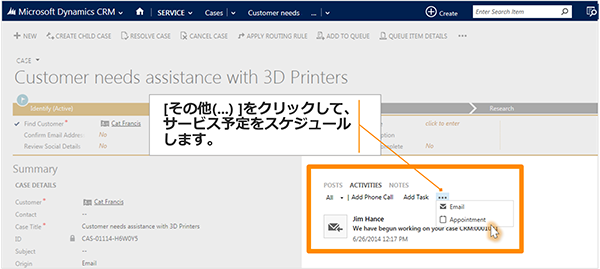 Microsoft Dynamics CRM SERVICE Cases Customer needs ... Create Enter Search Item
+ NEW CREATE CHILD CASE RESOLVE CASE CANCEL CASE APPLY ROUTING RULE ADD TO QUEUE QUEUE ITEM DETAILS ...
CASE
Customer needs assistance with 3D Printers
Identify (Active) Research
Find Customer * Cat Francis click to enter
Confirm Email Address No No
Review Social Details No No
[その他(...) ]をクリックして、
サービス予定をスケジュール
します。
Summary
CASE DETAILS
Customer * Cat Francis
Contact --
Case Title * Customer needs assistance with 3D Printers
ID CAS-01114-H6W0Y5
Subject --
Origin Email
POSTS ACTIVITIES NOTES
All | Add Phone Call Add Task ...
Email
Appointment
Jim Hance
We have begun working on your case
6/26/2014 12:17 PM